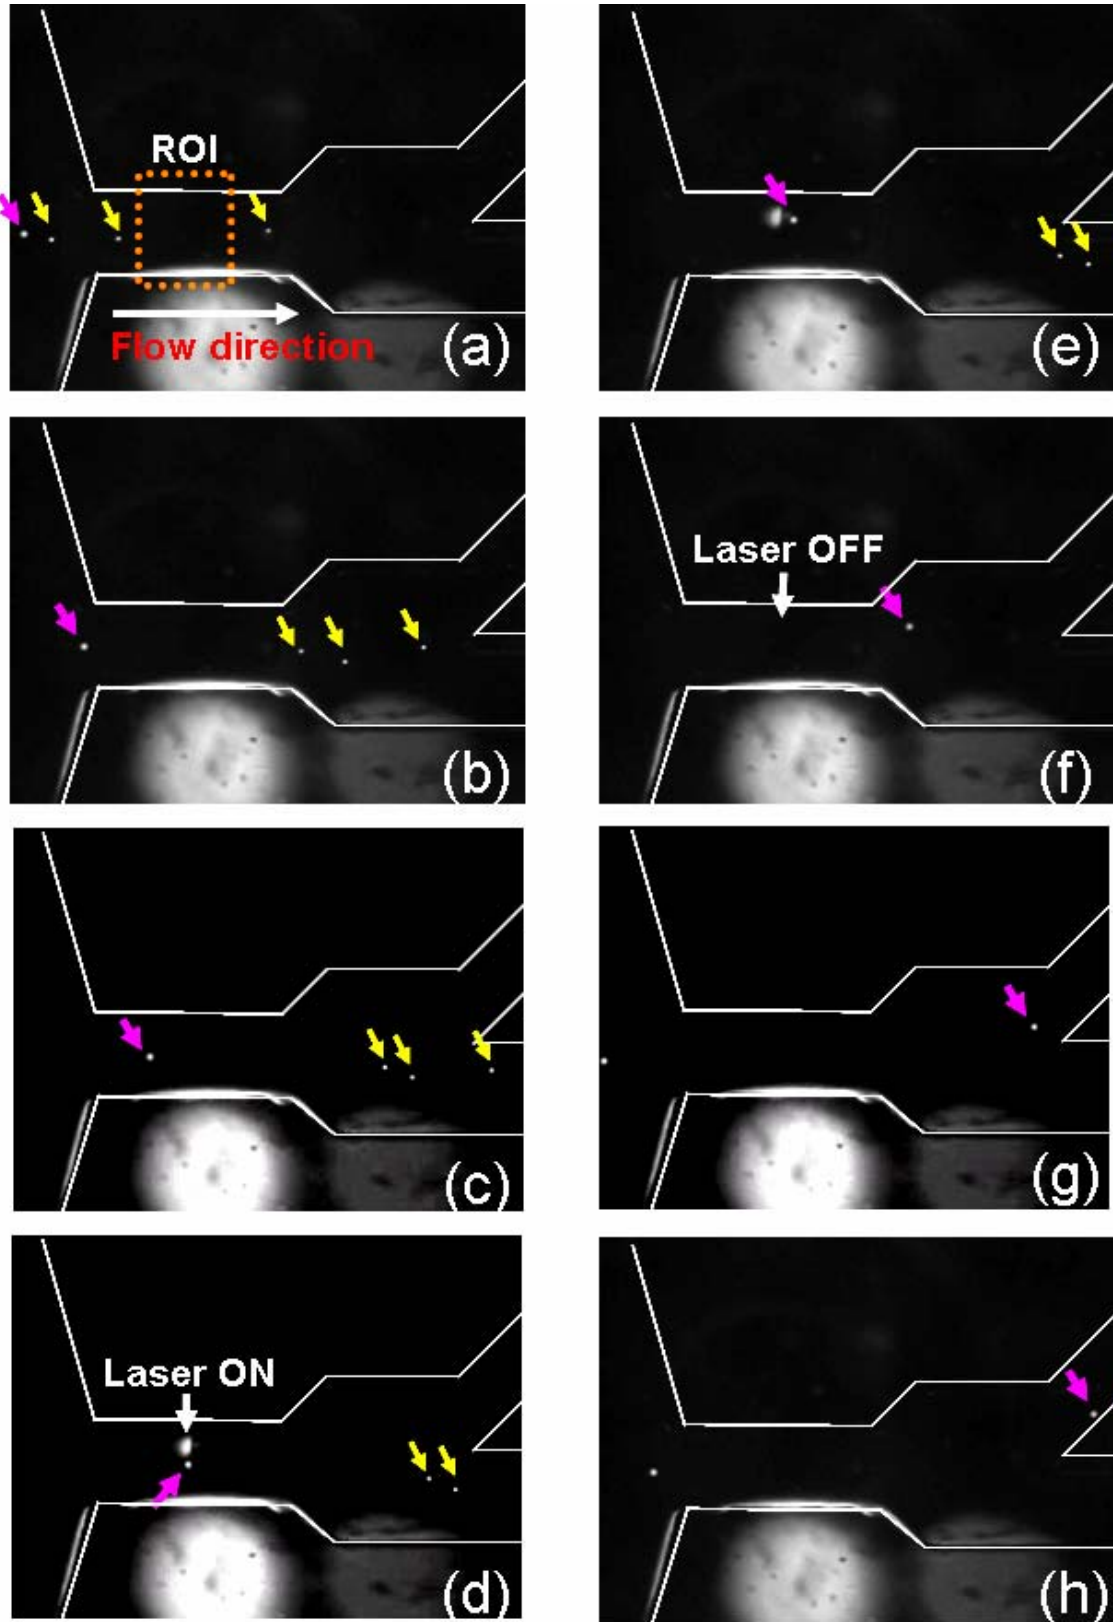 ROI
Flow direction
(a)
(b)
(c)
Laser ON
(d)
(e)
Laser OFF
(f)
(g)
(h)